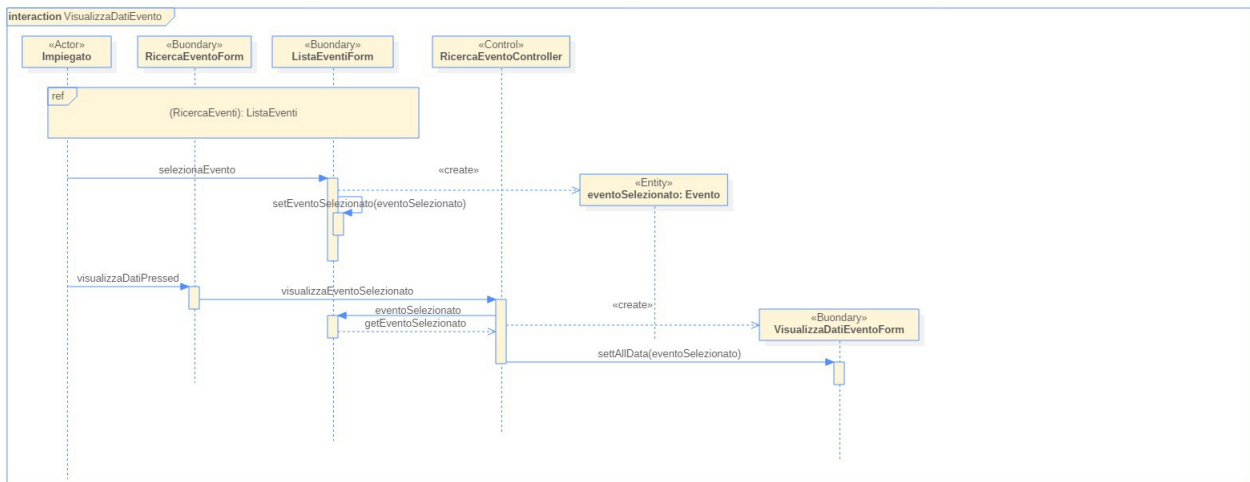 interaction VisualizzaDatiEvento
«Actor»
Impiegato
«Buondary»
RicercaEventoForm
«Buondary»
ListaEventiForm
«Control»
RicercaEventoController
ref
(RicercaEventi): ListaEventi
selezionaEvento
«create»
«Entity»
eventoSelezionato: Evento
setEventoSelezionato(eventoSelezionato)
visualizzaDatiPressed
visualizzaEventoSelezionato
«create»
eventoSelezionato
getEventoSelezionato
«Buondary»
VisualizzaDatiEventoForm
settAllData(eventoSelezionato)